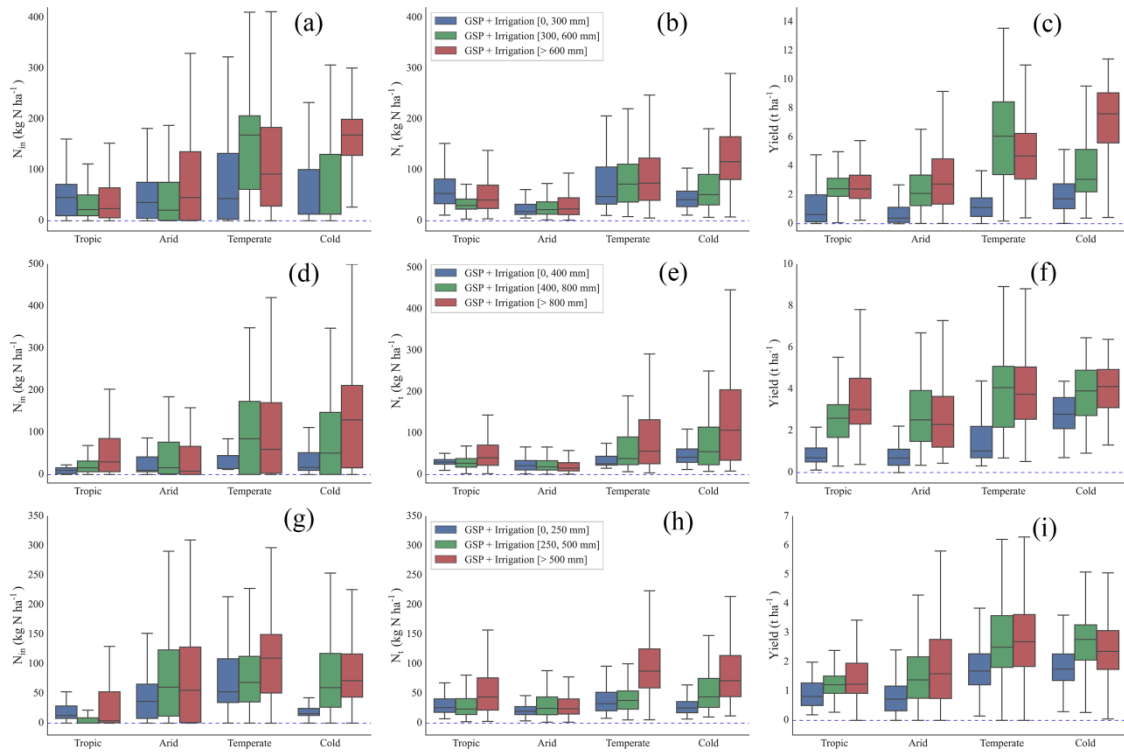 (a)
N_in (kg N ha⁻¹)
400
300
200
100
0
Tropic Arid Temperate Cold
(b)
GSP + Irrigation [0, 300 mm]
GSP + Irrigation [300, 600 mm]
GSP + Irrigation [> 600 mm]
N_t (kg N ha⁻¹)
400
300
200
100
0
Tropic Arid Temperate Cold
(c)
Yield (t ha⁻¹)
14
12
10
8
6
4
2
0
Tropic Arid Temperate Cold
(d)
N_in (kg N ha⁻¹)
500
400
300
200
100
0
Tropic Arid Temperate Cold
(e)
GSP + Irrigation [0, 400 mm]
GSP + Irrigation [400, 800 mm]
GSP + Irrigation [> 800 mm]
N_t (kg N ha⁻¹)
500
400
300
200
100
0
Tropic Arid Temperate Cold
(f)
Yield (t ha⁻¹)
10
8
6
4
2
0
Tropic Arid Temperate Cold
(g)
N_in (kg N ha⁻¹)
350
300
250
200
150
100
50
0
Tropic Arid Temperate Cold
(h)
GSP + Irrigation [0, 250 mm]
GSP + Irrigation [250, 500 mm]
GSP + Irrigation [> 500 mm]
N_t (kg N ha⁻¹)
350
300
250
200
150
100
50
0
Tropic Arid Temperate Cold
(i)
Yield (t ha⁻¹)
7
6
5
4
3
2
1
0
Tropic Arid Temperate Cold